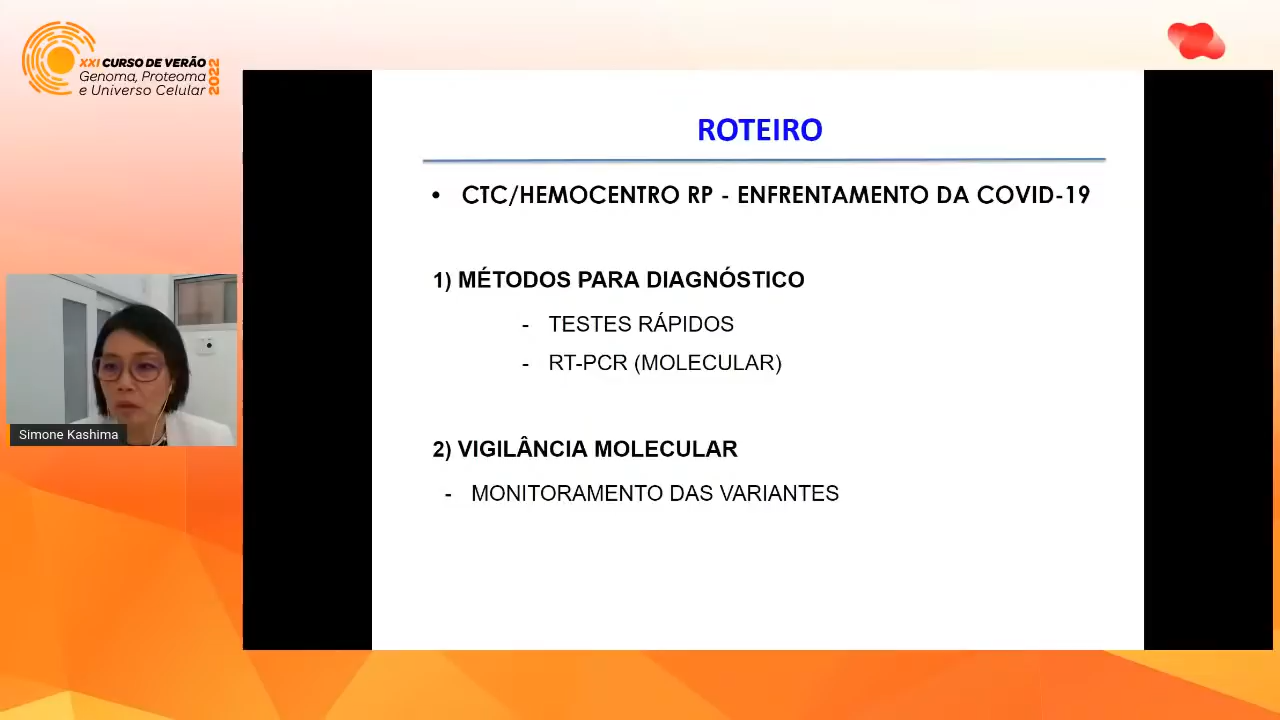 XXI CURSO DE VERÃO
Genoma, Proteoma
e Universo Celular
2022
ROTEIRO
• CTC/HEMOCENTRO RP - ENFRENTAMENTO DA COVID-19
1) MÉTODOS PARA DIAGNÓSTICO
- TESTES RÁPIDOS
- RT-PCR (MOLECULAR)
2) VIGILÂNCIA MOLECULAR
- MONITORAMENTO DAS VARIANTES
Simone Kashima